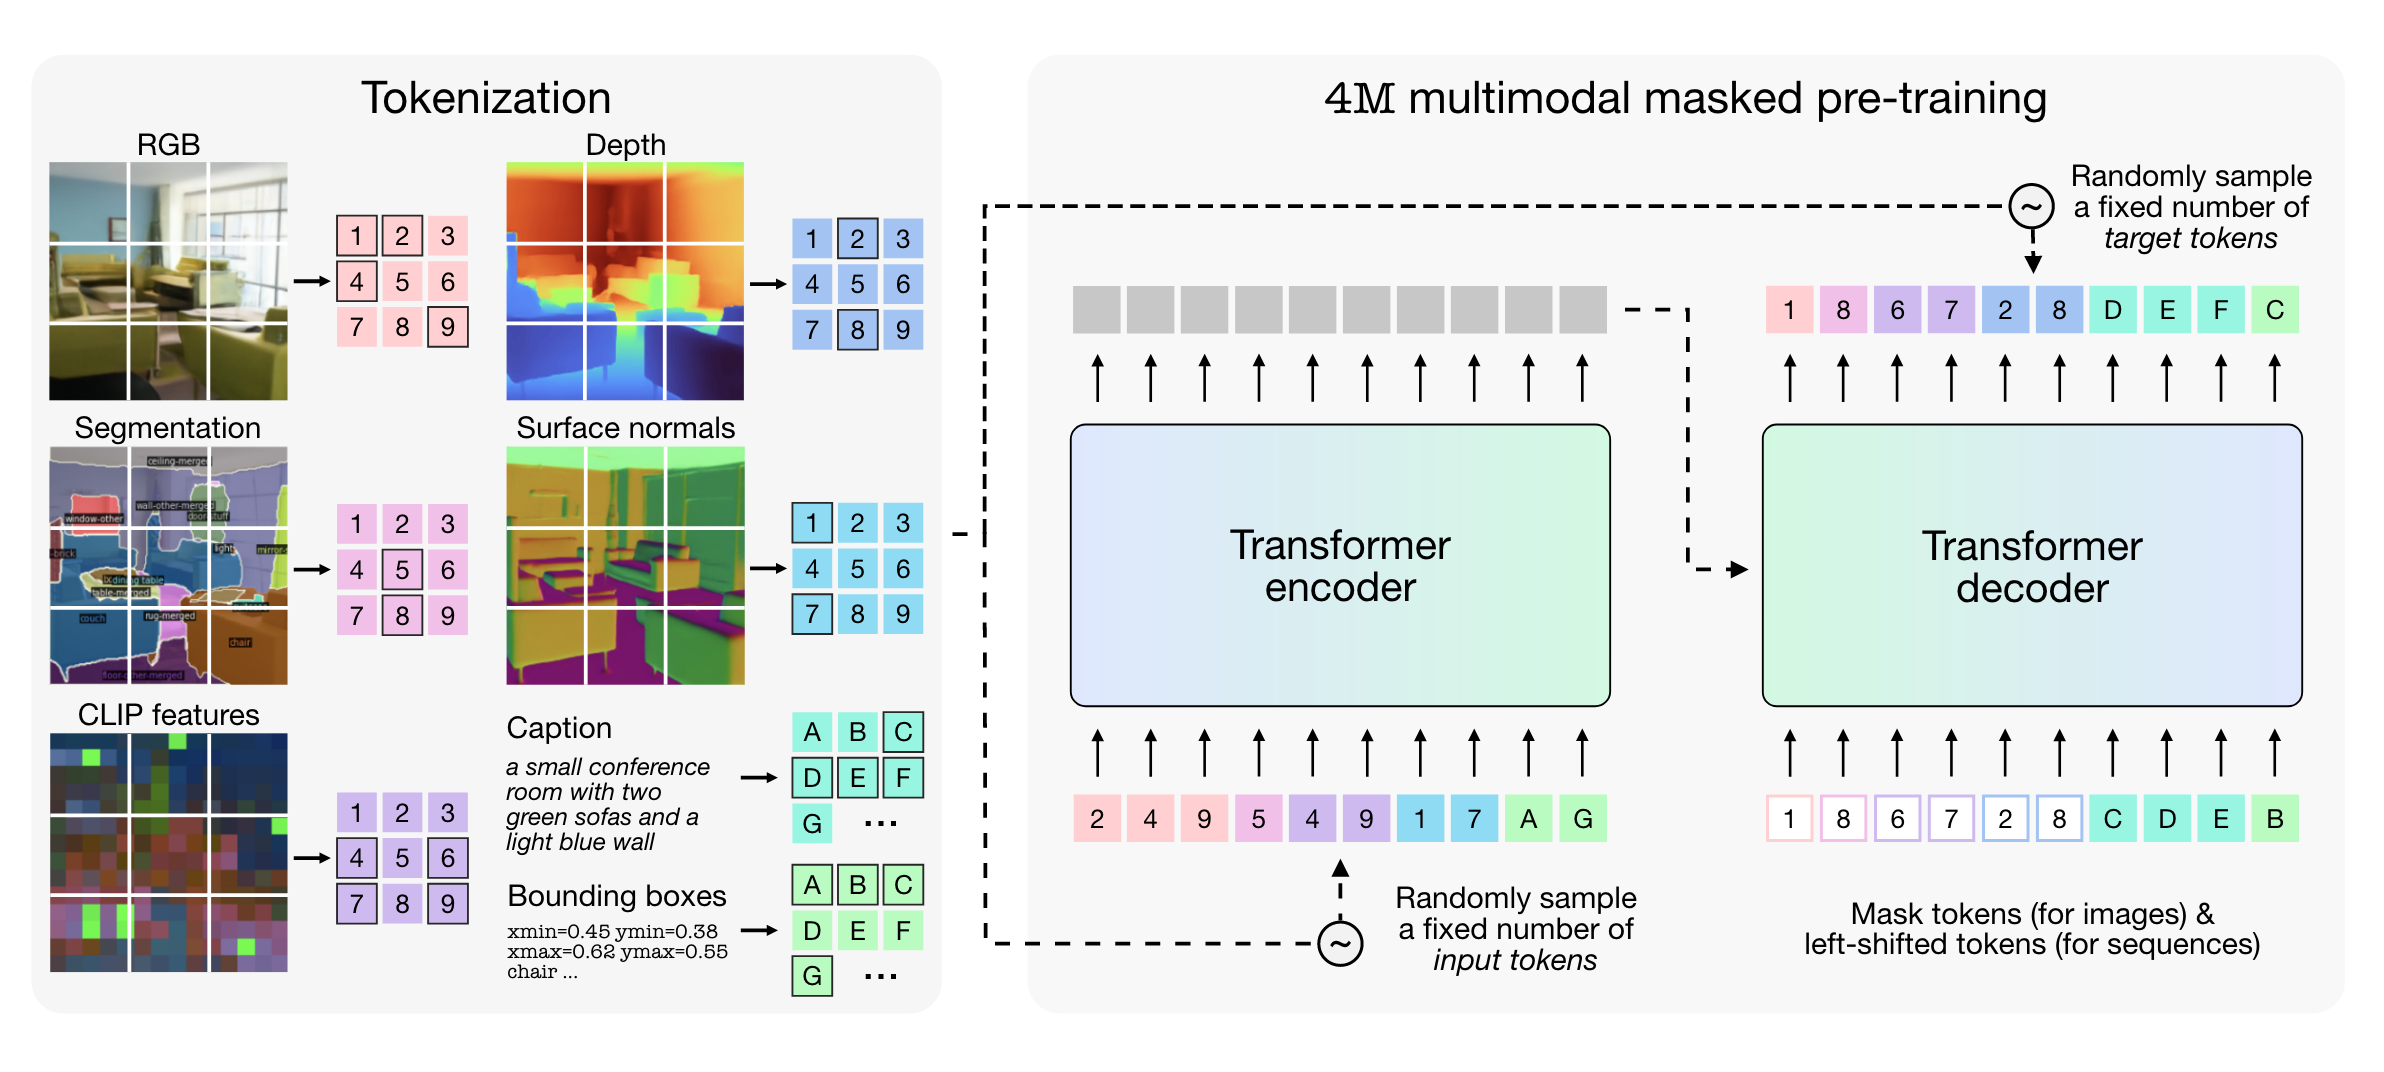 Tokenization
RGB
1 2 3
4 5 6
7 8 9
Depth
1 2 3
4 5 6
7 8 9
Segmentation
ceiling-merged
wall-other-merged
window-other
door-stuff
light
mirror-
-brick
dining table
table-merged
couch
rug-merged
chair
floor-other-merged
1 2 3
4 5 6
7 8 9
Surface normals
1 2 3
4 5 6
7 8 9
CLIP features
1 2 3
4 5 6
7 8 9
Caption
a small conference
room with two
green sofas and a
light blue wall
A B C
D E F
G ...
Bounding boxes
xmin=0.45 ymin=0.38
xmax=0.62 ymax=0.55
chair ...
A B C
D E F
G ...
4M multimodal masked pre-training
Transformer
encoder
2 4 9 5 4 9 1 7 A G
~
Randomly sample
a fixed number of
input tokens
~
Randomly sample
a fixed number of
target tokens
1 8 6 7 2 8 D E F C
Transformer
decoder
1 8 6 7 2 8 C D E B
Mask tokens (for images) &
left-shifted tokens (for sequences)